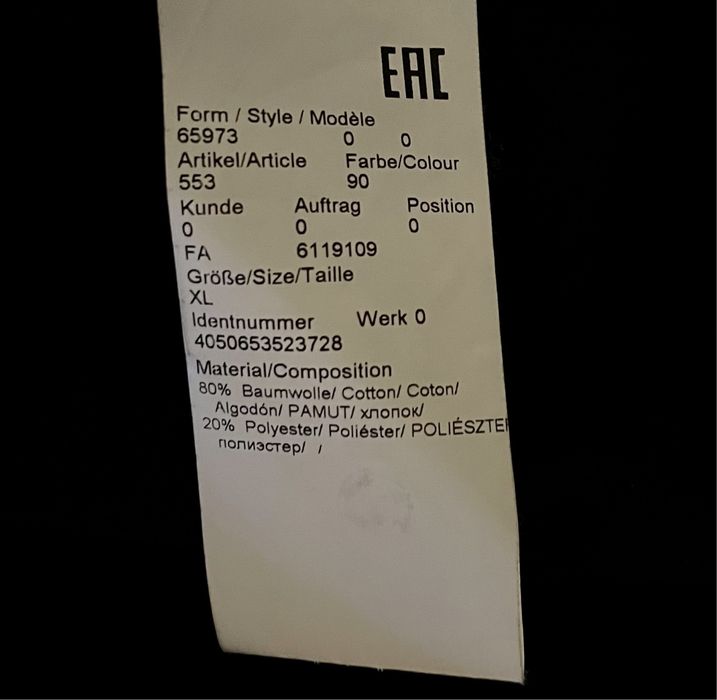 EAC
Form / Style / Modèle
65973 0 0
Artikel/Article Farbe/Colour
553 90
Kunde Auftrag Position
0 0 0
FA 6119109
Größe/Size/Taille
XL
Identnummer Werk 0
4050653523728
Material/Composition
80% Baumwolle/ Cotton/ Coton/
Algodón/ PAMUT/ хлопок/
20% Polyester/ Poliéster/ POLIÉSZTE
полиэстер/ /